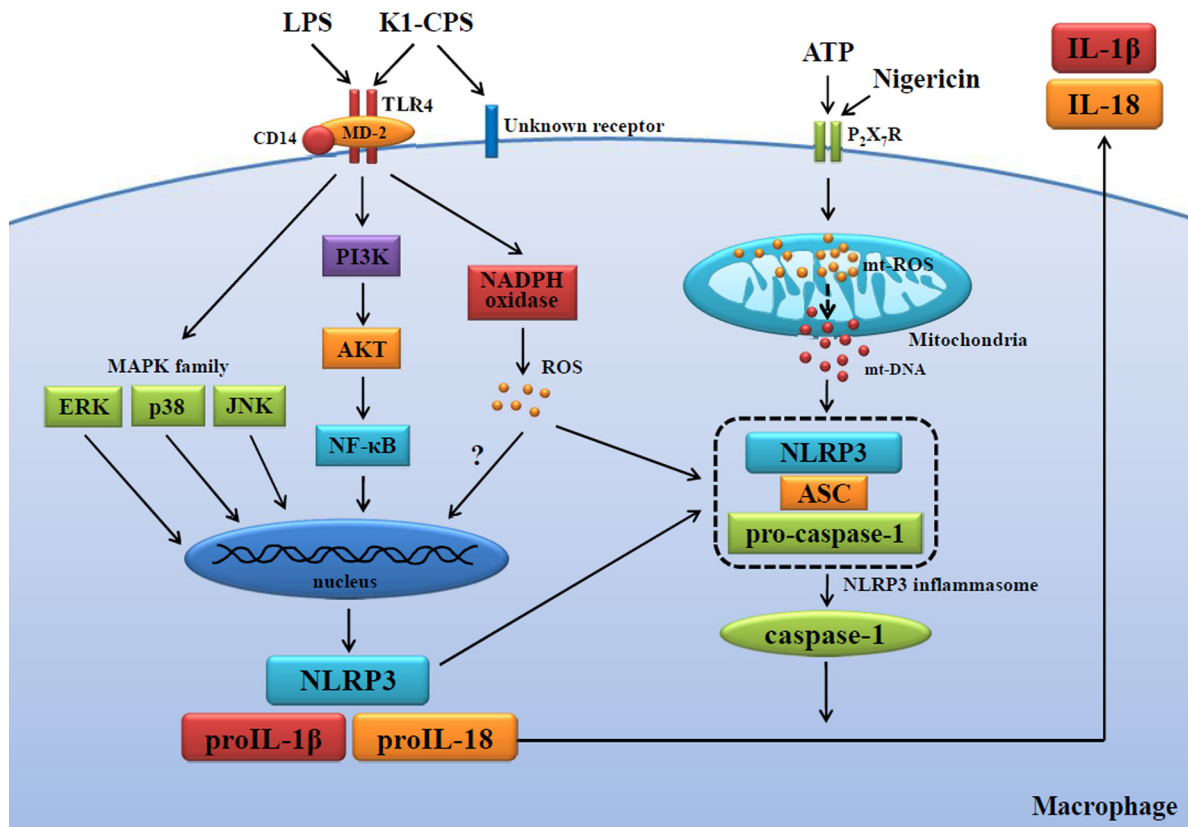 LPS
K1-CPS
TLR4
CD14
MD-2
Unknown receptor
ATP
Nigericin
P₂X₇R
IL-1β
IL-18
PI3K
NADPH
oxidase
mt-ROS
Mitochondria
mt-DNA
AKT
ROS
MAPK family
ERK
p38
JNK
NF-κB
?
NLRP3
ASC
pro-caspase-1
NLRP3 inflammasome
caspase-1
nucleus
NLRP3
proIL-1β
proIL-18
Macrophage